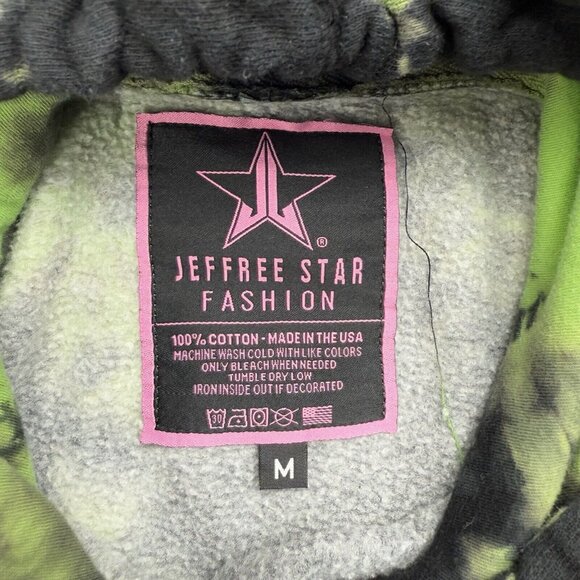 JEFFREE STAR
®
FASHION
100% COTTON - MADE IN THE USA
MACHINE WASH COLD WITH LIKE COLORS
ONLY BLEACH WHEN NEEDED
TUMBLE DRY LOW
IRON INSIDE OUT IF DECORATED
30
M